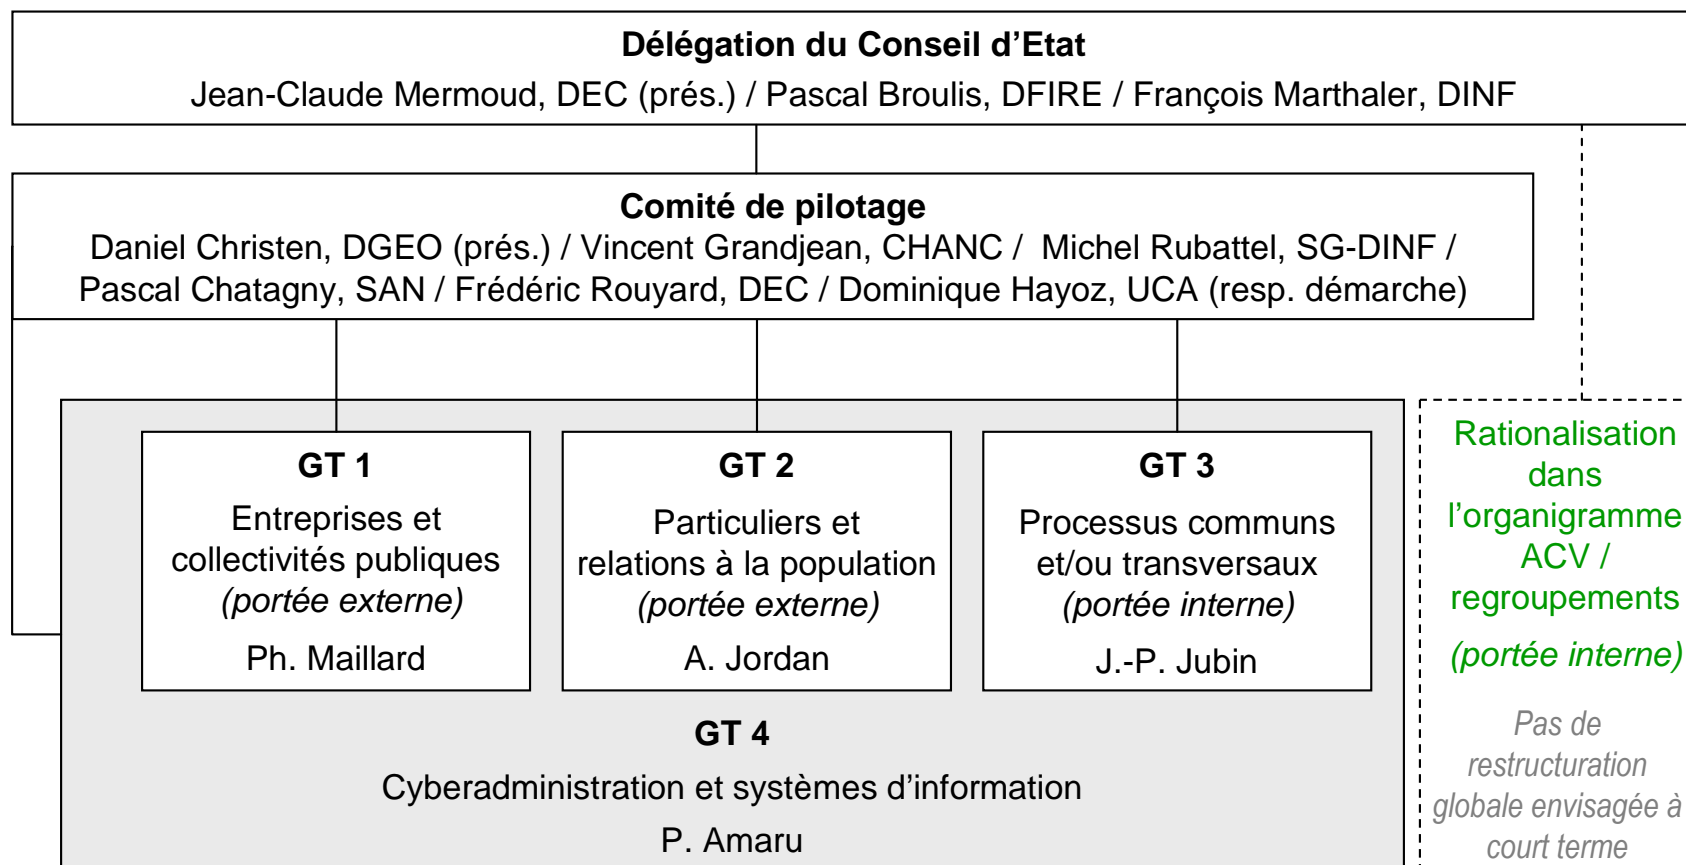 Délégation du Conseil d’Etat
Jean-Claude Mermoud, DEC (prés.) / Pascal Broulis, DFIRE / François Marthaler, DINF
Comité de pilotage
Daniel Christen, DGEO (prés.) / Vincent Grandjean, CHANC / Michel Rubattel, SG-DINF /
Pascal Chatagny, SAN / Frédéric Rouyard, DEC / Dominique Hayoz, UCA (resp. démarche)
GT 1
Entreprises et
collectivités publiques
(portée externe)
Ph. Maillard
GT 2
Particuliers et
relations à la population
(portée externe)
A. Jordan
GT 3
Processus communs
et/ou transversaux
(portée interne)
J.-P. Jubin
GT 4
Cyberadministration et systèmes d’information
P. Amaru
Rationalisation
dans
l’organigramme
ACV /
regroupements
(portée interne)
Pas de
restructuration
globale envisagée à
court terme